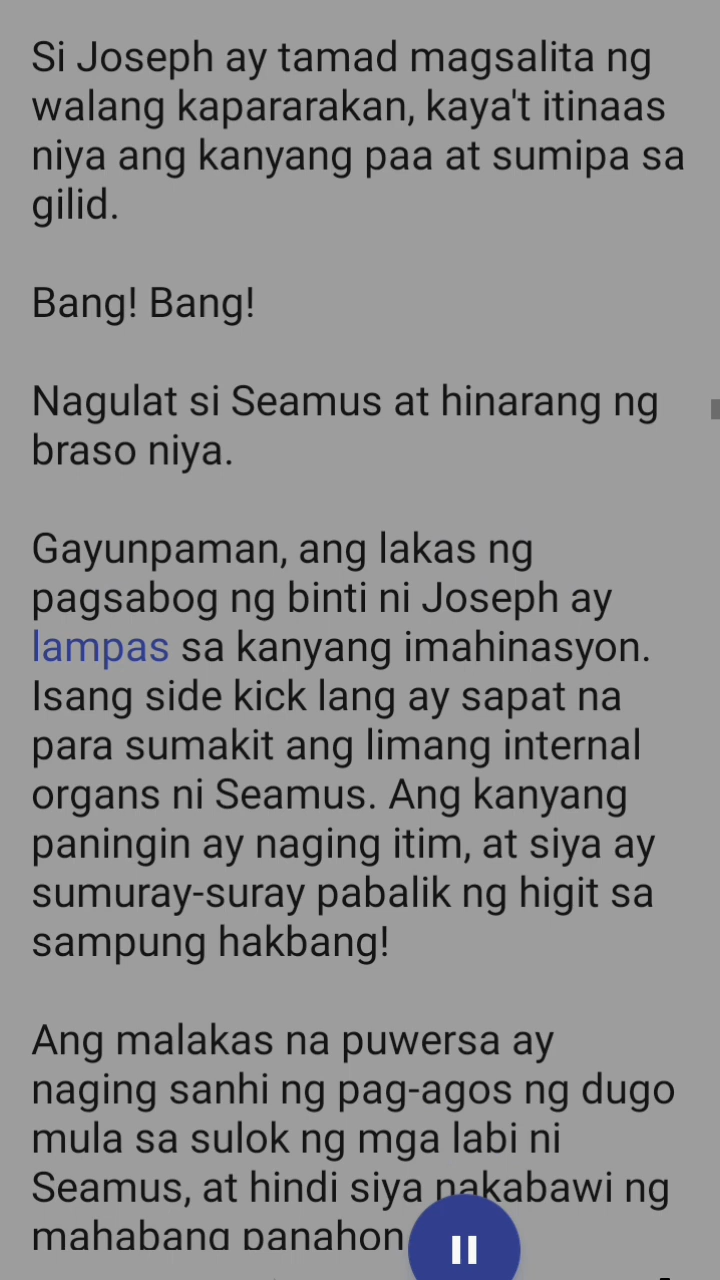 Si Joseph ay tamad magsalita ng
walang kapararakan, kaya't itinaas
niya ang kanyang paa at sumipa sa
gilid.
Bang! Bang!
Nagulat si Seamus at hinarang ng
braso niya.
Gayunpaman, ang lakas ng
pagsabog ng binti ni Joseph ay
lampas sa kanyang imahinasyon.
Isang side kick lang ay sapat na
para sumakit ang limang internal
organs ni Seamus. Ang kanyang
paningin ay naging itim, at siya ay
sumuray-suray pabalik ng higit sa
sampung hakbang!
Ang malakas na puwersa ay
naging sanhi ng pag-agos ng dugo
mula sa sulok ng mga labi ni
Seamus, at hindi siya nakabawi ng
mahabang panahon